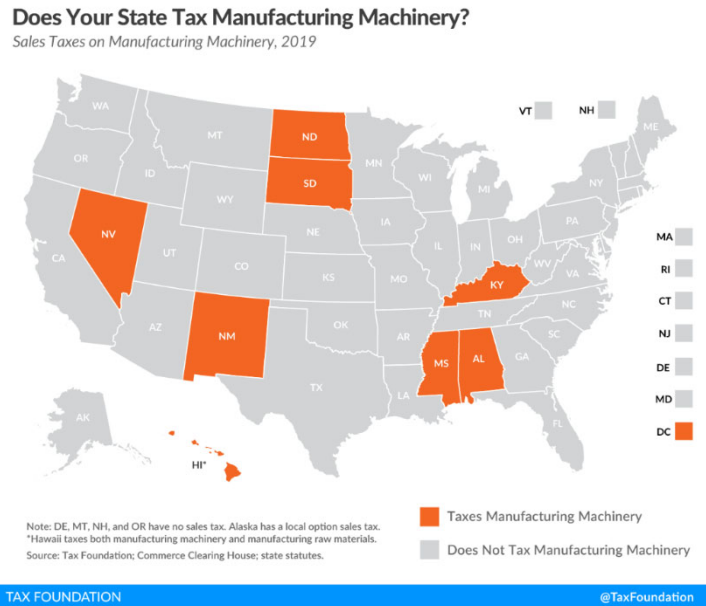 Does Your State Tax Manufacturing Machinery?
Sales Taxes on Manufacturing Machinery, 2019
WA
MT
ND
MN
VT
NH
ME
OR
ID
SD
WI
MI
NY
WY
NV
NE
IA
PA
CA
UT
CO
IL
IN
OH
MA
KS
MO
WV
VA
RI
KY
NC
CT
AZ
NM
OK
AR
TN
SC
NJ
MS
AL
GA
DE
TX
LA
MD
AK
FL
DC
HI*
Note: DE, MT, NH, and OR have no sales tax. Alaska has a local option sales tax.
*Hawaii taxes both manufacturing machinery and manufacturing raw materials.
Source: Tax Foundation; Commerce Clearing House; state statutes.
Taxes Manufacturing Machinery
Does Not Tax Manufacturing Machinery
TAX FOUNDATION
@TaxFoundation